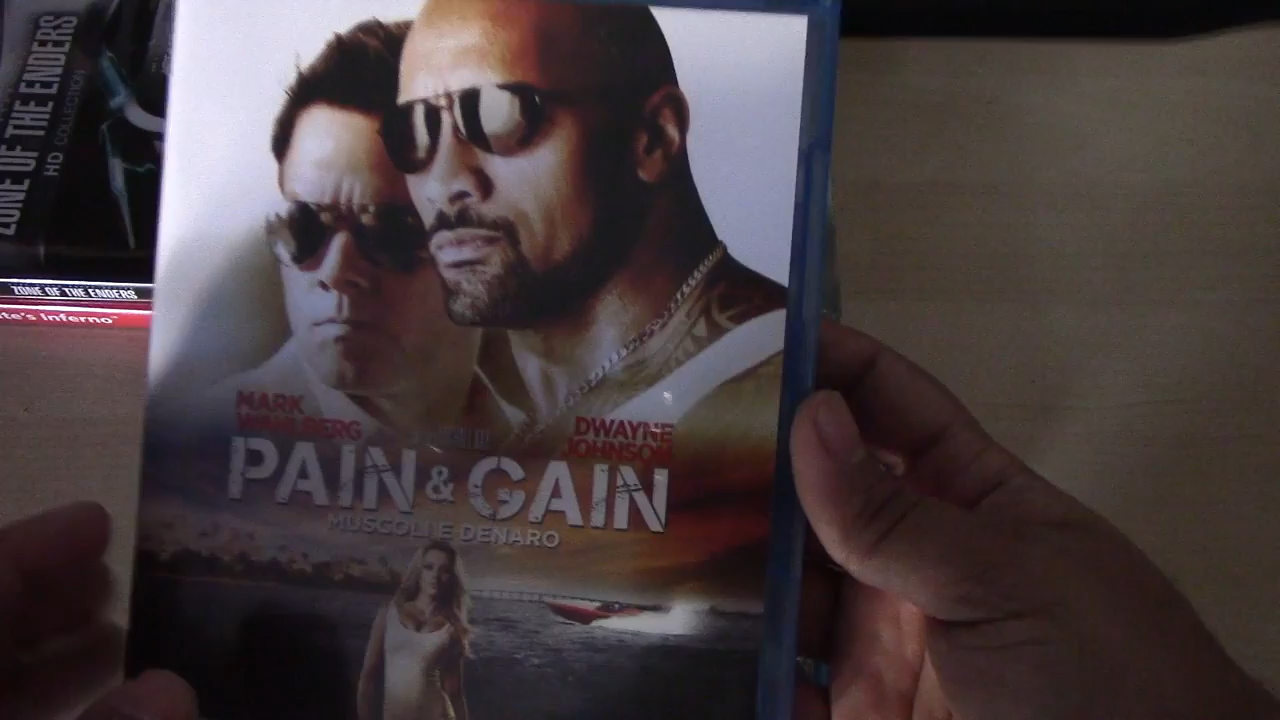 ZONE OF THE ENDERS
HD COLLECTION
ZONE OF THE ENDERS
te's Inferno™
MARK
WAHLBERG
DWAYNE
JOHNSON
PAIN & GAIN
MUSCOLI E DENARO